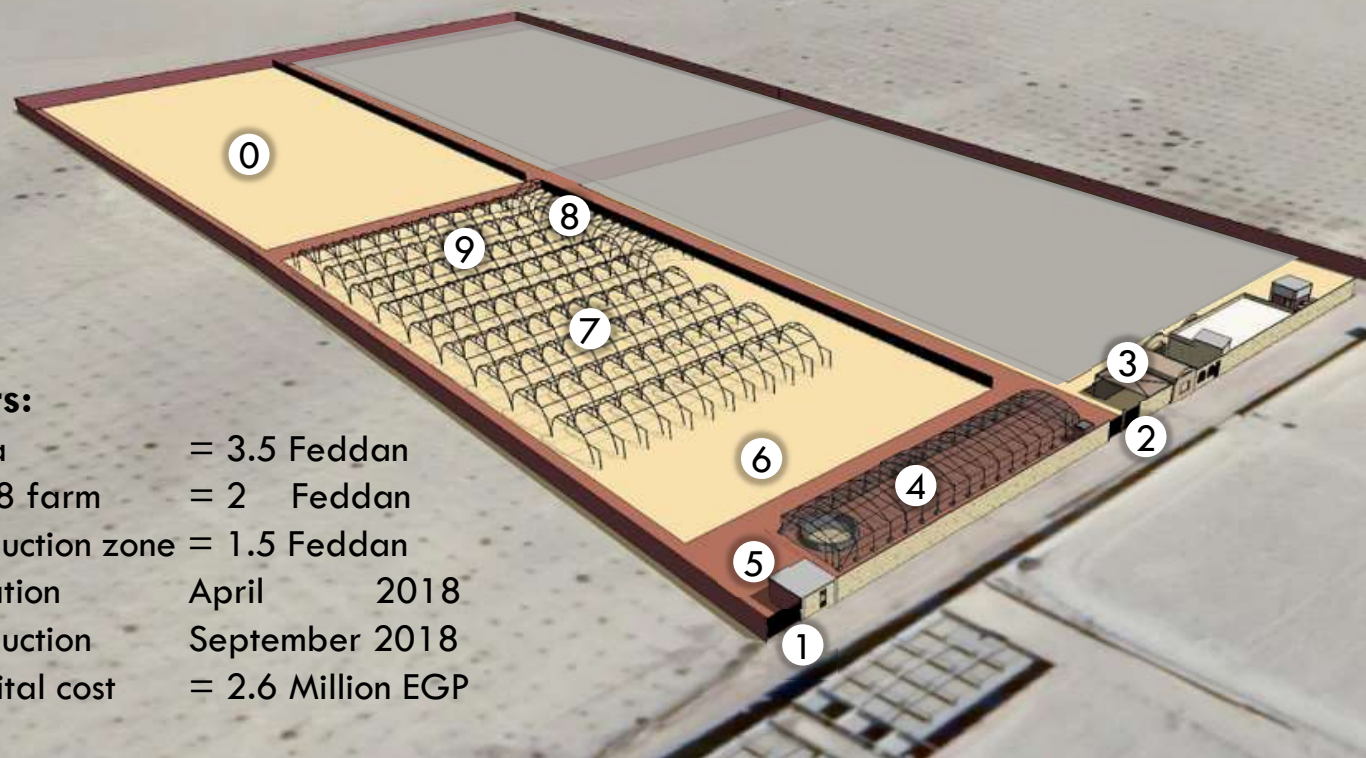 0
8
9
7
3
2
6
4
5
1
ts:
a = 3.5 Feddan
8 farm = 2 Feddan
uction zone = 1.5 Feddan
ation April 2018
uction September 2018
ital cost = 2.6 Million EGP